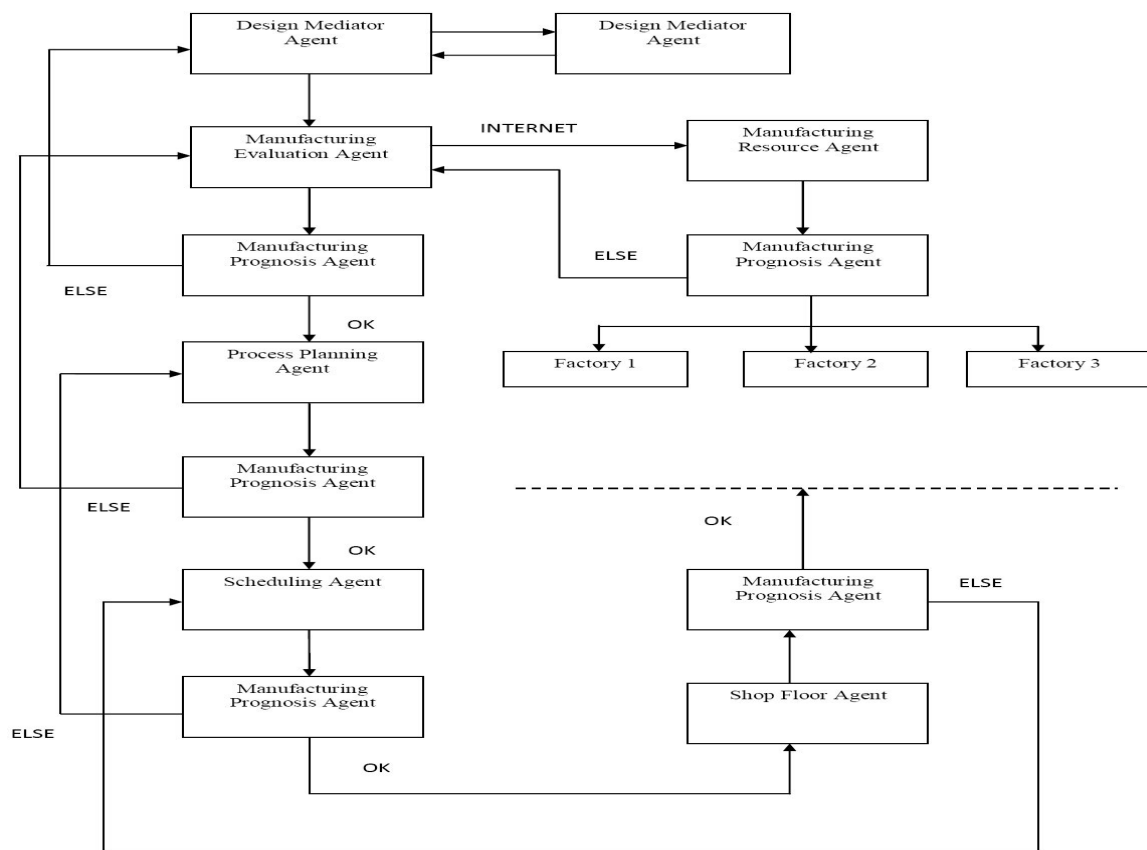 Design Mediator
Agent
Design Mediator
Agent
INTERNET
Manufacturing
Evaluation Agent
Manufacturing
Resource Agent
Manufacturing
Prognosis Agent
ELSE
Manufacturing
Prognosis Agent
ELSE
OK
Process Planning
Agent
Factory 1
Factory 2
Factory 3
Manufacturing
Prognosis Agent
ELSE
OK
OK
Scheduling Agent
Manufacturing
Prognosis Agent
ELSE
Manufacturing
Prognosis Agent
Shop Floor Agent
ELSE
OK